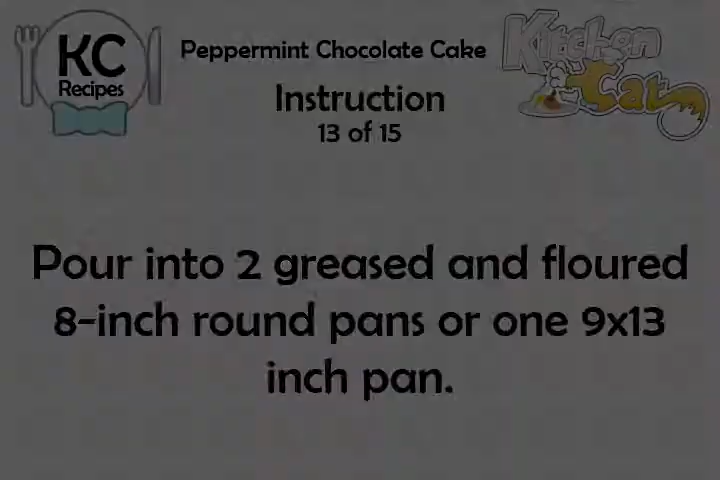 KC
Recipes
Peppermint Chocolate Cake
Instruction
13 of 15
Kitchen
Cat
Pour into 2 greased and floured
8-inch round pans or one 9x13
inch pan.